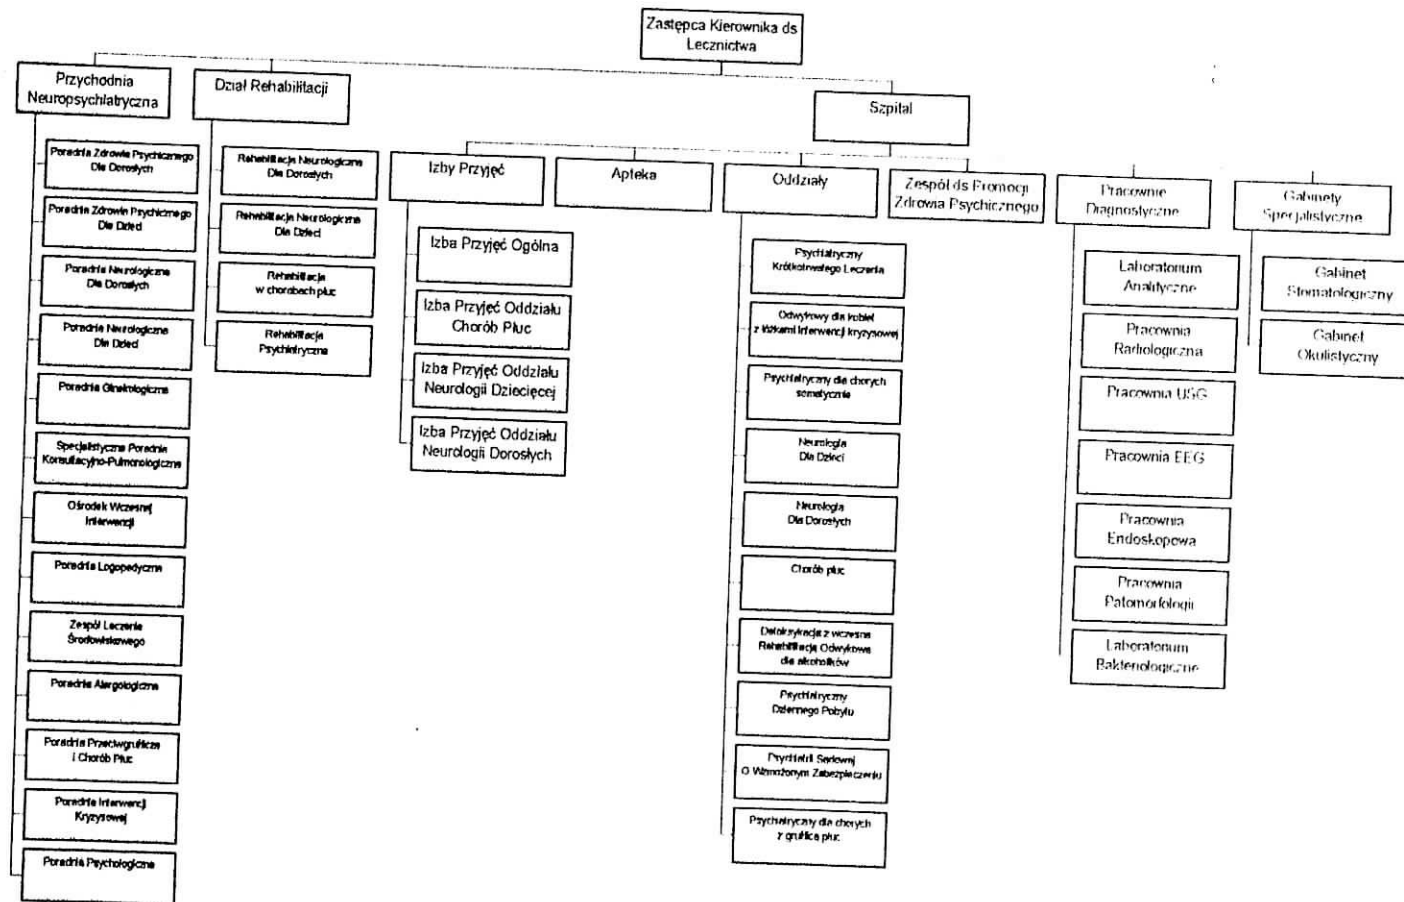 Zastępca Kierownika ds
Lecznictwa
Przychodnia
Neuropsychiatryczna
Dział Rehabilitacji
Szpital
Poradnia Zdrowia Psychicznego
Dla Dorosłych
Poradnia Zdrowia Psychicznego
Dla Dzieci
Poradnia Neurologiczna
Dla Dorosłych
Poradnia Neurologiczna
Dla Dzieci
Poradnia Ginekologiczna
Specjalistyczna Poradnia
Konsultacyjno-Pulmonologiczna
Ośrodek Wczesnej
Interwencji
Poradnia Logopedyczna
Zespół Leczenia
Środowiskowego
Poradnia Alergologiczna
Poradnia Przeciwgruźlicza
i Chorób Płuc
Poradnia Interwencji
Kryzysowej
Poradnia Psychologiczna
Rehabilitacja Neurologiczna
Dla Dorosłych
Rehabilitacja Neurologiczna
Dla Dzieci
Rehabilitacja
w chorobach płuc
Rehabilitacja
Psychiatryczna
Izby Przyjęć
Izba Przyjęć Ogólna
Izba Przyjęć Oddziału
Chorób Płuc
Izba Przyjęć Oddziału
Neurologii Dziecięcej
Izba Przyjęć Oddziału
Neurologii Dorosłych
Apteka
Oddziały
Psychiatryczny
Krótkotrwałego Leczenia
Odwykowy dla kobiet
z łóżkami interwencji kryzysowej
Psychiatryczny dla chorych
somatycznie
Neurologia
Dla Dzieci
Neurologia
Dla Dorosłych
Chorób płuc
Detoksykacja z wczesna
Rehabilitacją Odwykowa
dla alkoholików
Psychiatryczny
Dziennego Pobytu
Psychiatrii Sądowej
O Wzmożonym Zabezpieczeniu
Psychiatryczny dla chorych
z gruźlica płuc
Zespół ds Promocji
Zdrowia Psychicznego
Pracownie
Diagnostyczne
Laboratorium
Analityczne
Pracownia
Radiologiczna
Pracownia USG
Pracownia EEG
Pracownia
Endoskopowa
Pracownia
Patomorfologii
Laboratorium
Bakteriologiczne
Gabinety
Specjalistyczne
Gabinet
Stomatologiczny
Gabinet
Okulistyczny